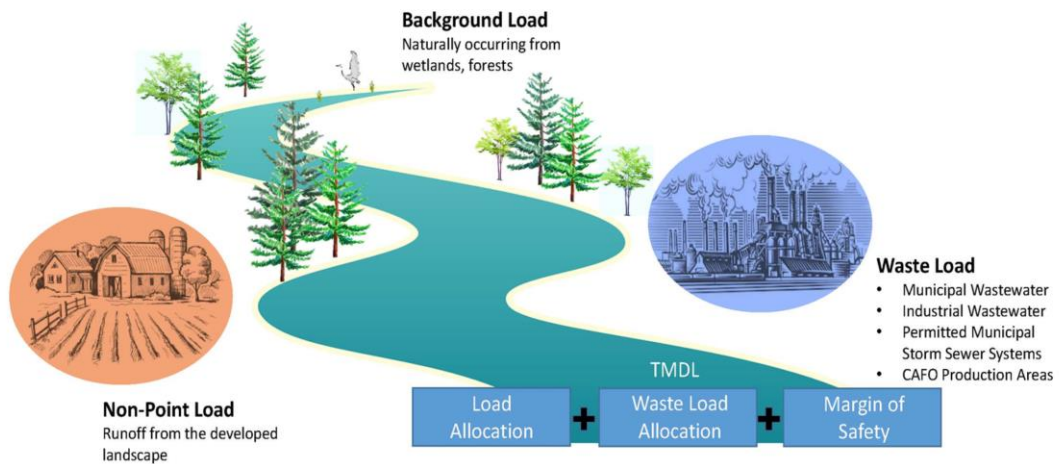 Background Load
Naturally occurring from
wetlands, forests
Waste Load
• Municipal Wastewater
• Industrial Wastewater
• Permitted Municipal
Storm Sewer Systems
• CAFO Production Areas
Non-Point Load
Runoff from the developed
landscape
TMDL
Load
Allocation
+
Waste Load
Allocation
+
Margin of
Safety